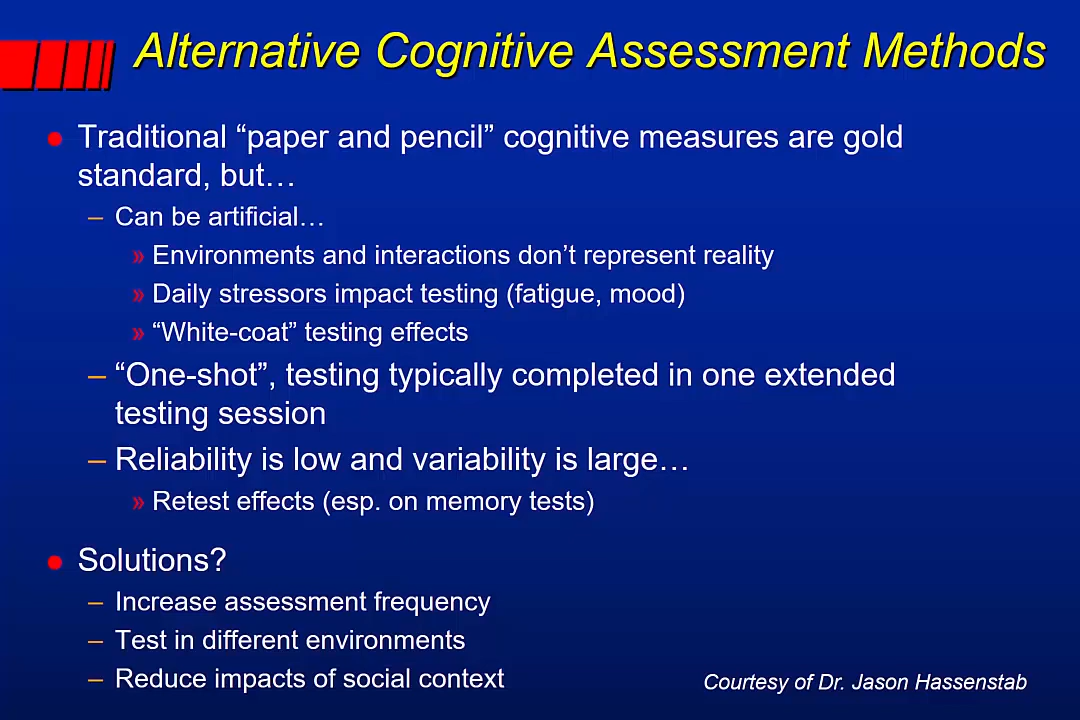 Alternative Cognitive Assessment Methods
● Traditional “paper and pencil” cognitive measures are gold
standard, but…
– Can be artificial…
» Environments and interactions don’t represent reality
» Daily stressors impact testing (fatigue, mood)
» “White-coat” testing effects
– “One-shot”, testing typically completed in one extended
testing session
– Reliability is low and variability is large…
» Retest effects (esp. on memory tests)
● Solutions?
– Increase assessment frequency
– Test in different environments
– Reduce impacts of social context
Courtesy of Dr. Jason Hassenstab